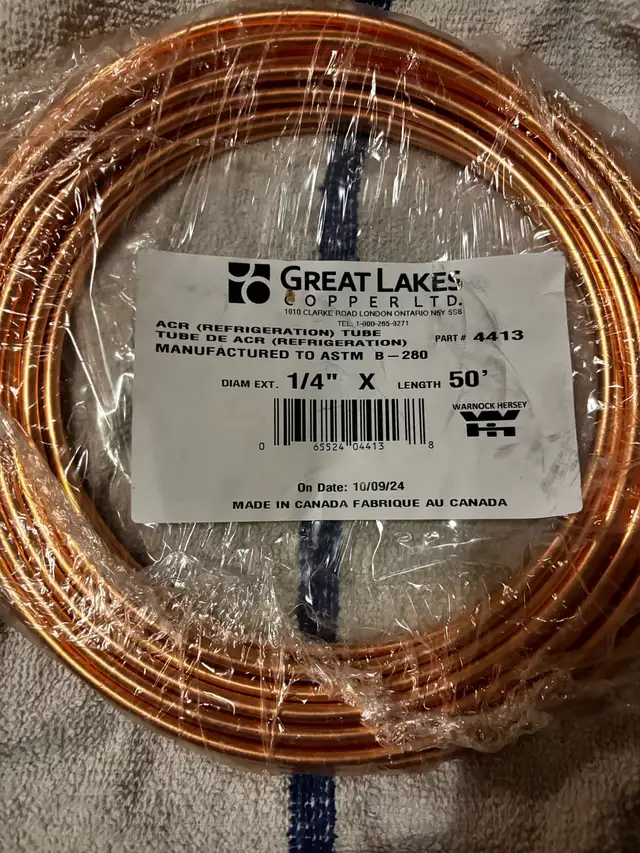 GREAT LAKES
COPPER LTD.
1010 CLARKE ROAD LONDON ONTARIO N5Y 5S8
TEL: 1-800-265-9271
ACR (REFRIGERATION) TUBE
TUBE DE ACR (REFRIGERATION)
PART # 4413
MANUFACTURED TO ASTM B-280
DIAM EXT. 1/4" X LENGTH 50'
WARNOCK HERSEY
0 65524 04413 8
On Date: 10/09/24
MADE IN CANADA FABRIQUE AU CANADA